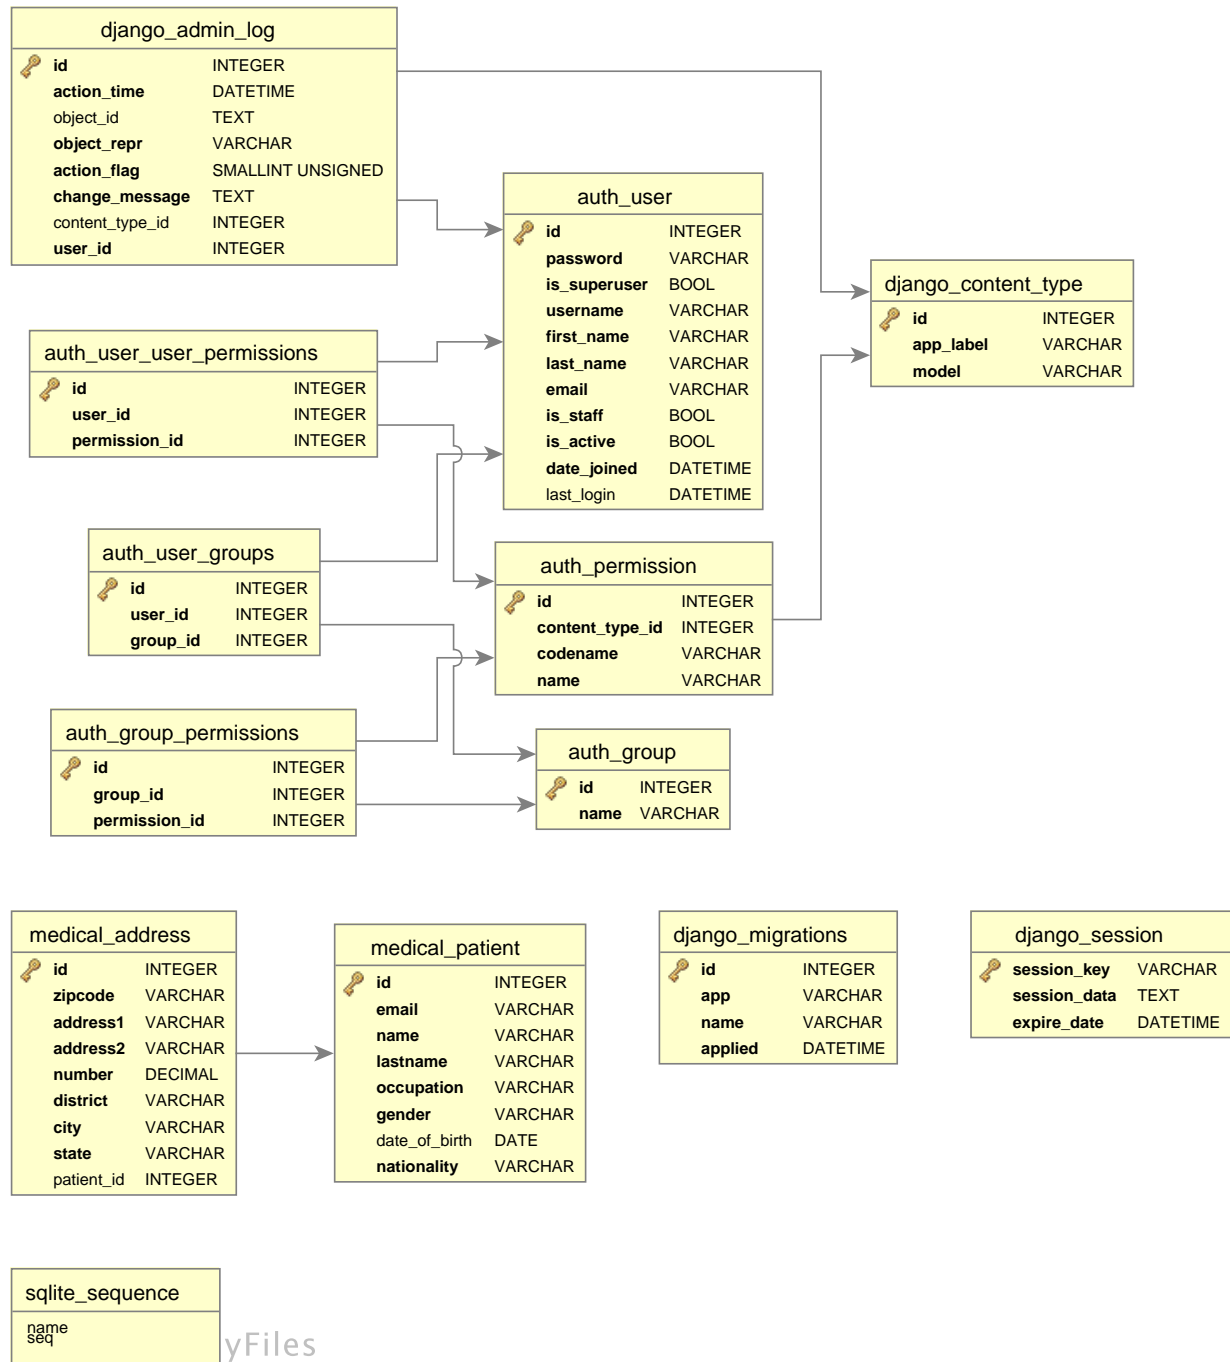 django_admin_log
id INTEGER
action_time DATETIME
object_id TEXT
object_repr VARCHAR
action_flag SMALLINT UNSIGNED
change_message TEXT
content_type_id INTEGER
user_id INTEGER
auth_user
id INTEGER
password VARCHAR
is_superuser BOOL
username VARCHAR
first_name VARCHAR
last_name VARCHAR
email VARCHAR
is_staff BOOL
is_active BOOL
date_joined DATETIME
last_login DATETIME
django_content_type
id INTEGER
app_label VARCHAR
model VARCHAR
auth_user_user_permissions
id INTEGER
user_id INTEGER
permission_id INTEGER
auth_user_groups
id INTEGER
user_id INTEGER
group_id INTEGER
auth_permission
id INTEGER
content_type_id INTEGER
codename VARCHAR
name VARCHAR
auth_group_permissions
id INTEGER
group_id INTEGER
permission_id INTEGER
auth_group
id INTEGER
name VARCHAR
medical_address
id INTEGER
zipcode VARCHAR
address1 VARCHAR
address2 VARCHAR
number DECIMAL
district VARCHAR
city VARCHAR
state VARCHAR
patient_id INTEGER
medical_patient
id INTEGER
email VARCHAR
name VARCHAR
lastname VARCHAR
occupation VARCHAR
gender VARCHAR
date_of_birth DATE
nationality VARCHAR
django_migrations
id INTEGER
app VARCHAR
name VARCHAR
applied DATETIME
django_session
session_key VARCHAR
session_data TEXT
expire_date DATETIME
sqlite_sequence
name
seq
yFiles